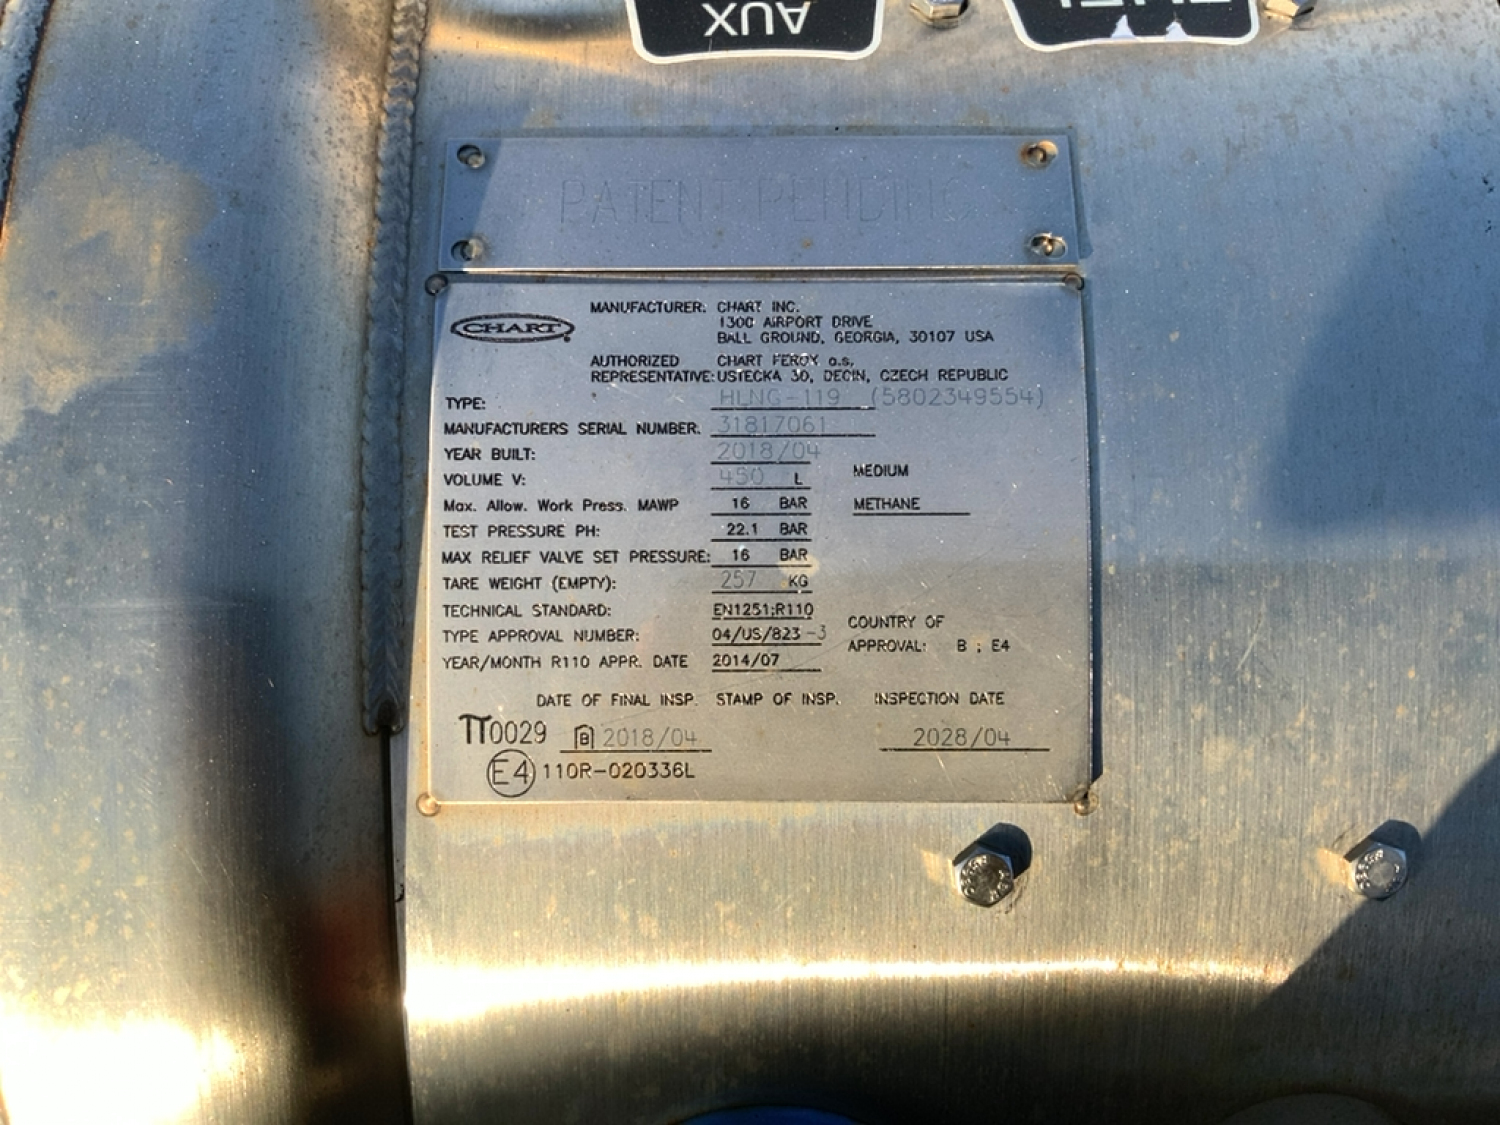 AUX
PATENT PENDING
CHART
MANUFACTURER: CHART INC.
1300 AIRPORT DRIVE
BALL GROUND, GEORGIA, 30107 USA
AUTHORIZED CHART FEROX a.s.
REPRESENTATIVE: USTECKA 30, DECIN, CZECH REPUBLIC
TYPE: HLNG-119 (5802349554)
MANUFACTURERS SERIAL NUMBER. 31817061
YEAR BUILT: 2018/04
VOLUME V: 450 L MEDIUM
Max. Allow. Work Press. MAWP 16 BAR METHANE
TEST PRESSURE PH: 22.1 BAR
MAX RELIEF VALVE SET PRESSURE: 16 BAR
TARE WEIGHT (EMPTY): 257 KG
TECHNICAL STANDARD: EN1251;R110
COUNTRY OF
TYPE APPROVAL NUMBER: 04/US/823-3
APPROVAL: B ; E4
YEAR/MONTH R110 APPR. DATE 2014/07
DATE OF FINAL INSP. STAMP OF INSP. INSPECTION DATE
π0029 B 2018/04 2028/04
E4 110R-020336L